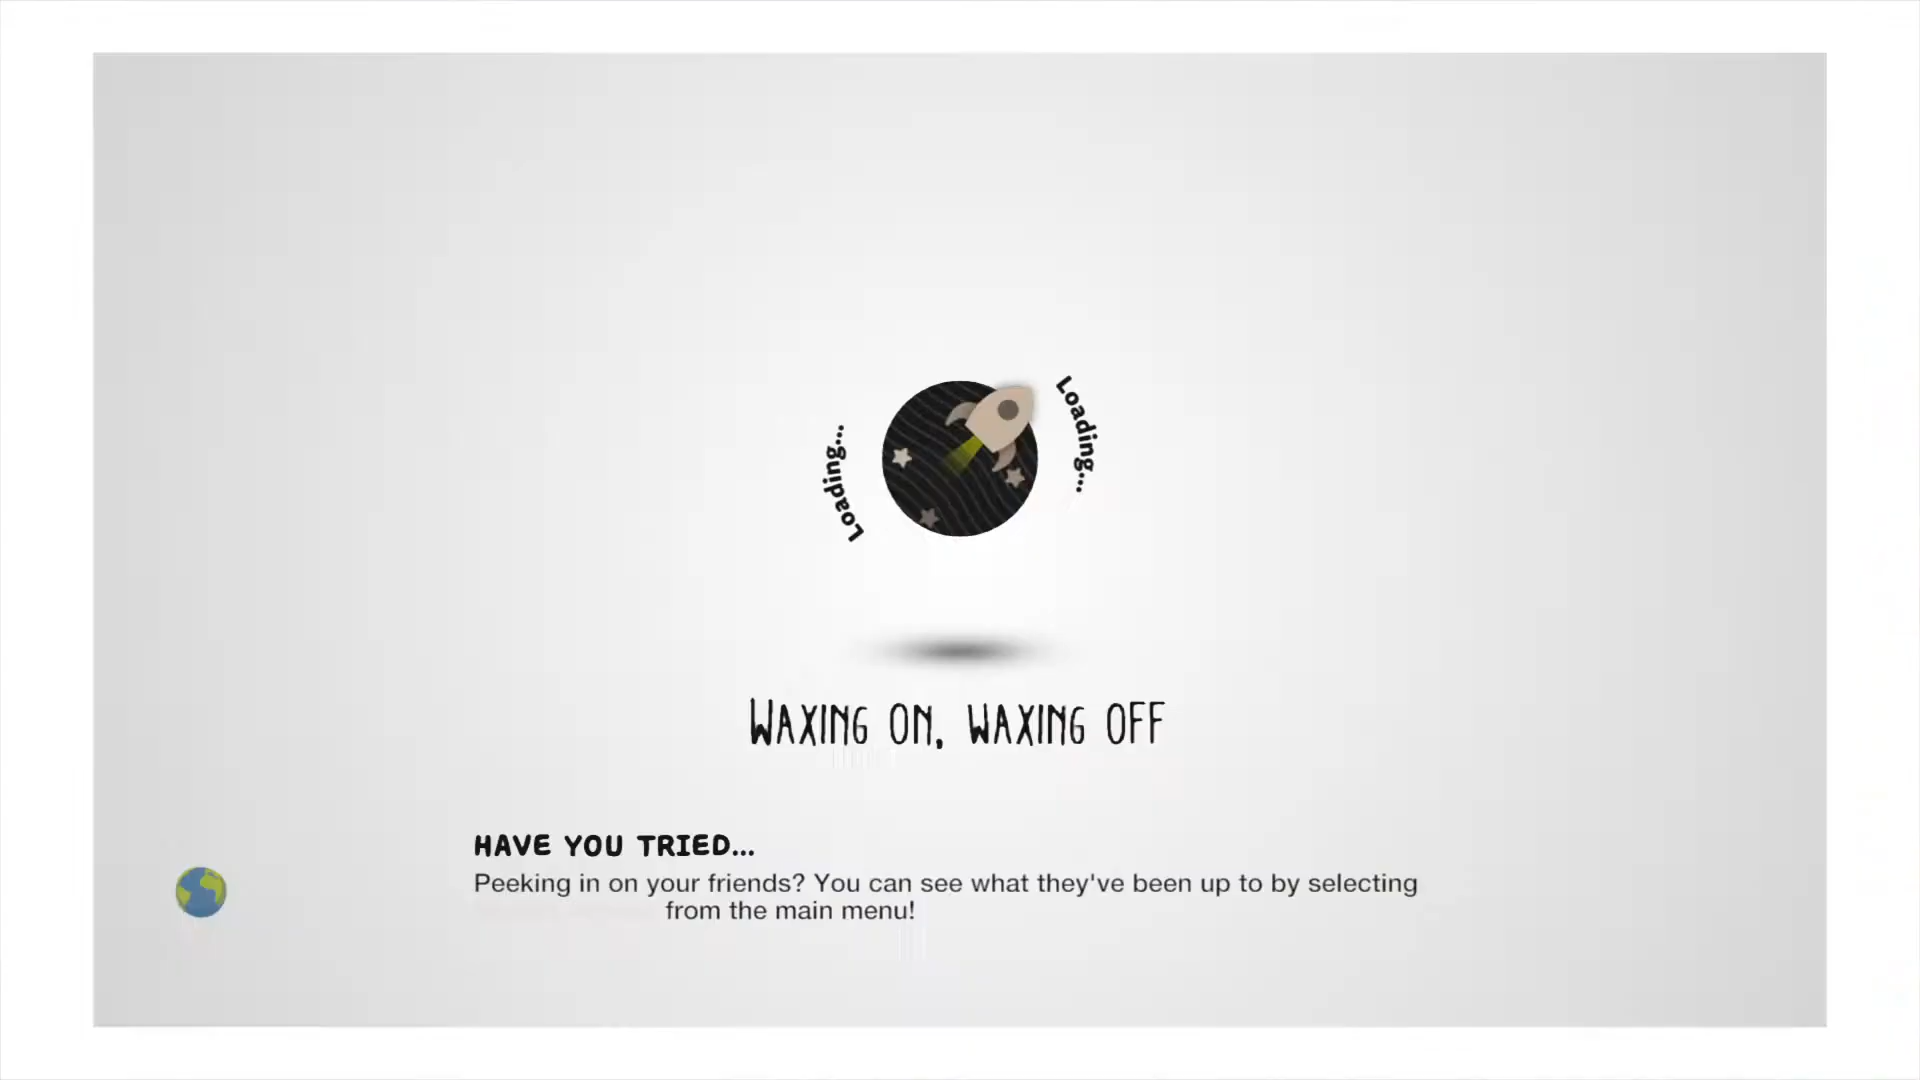 Loading...
Loading...
Waxing on, waxing off
HAVE YOU TRIED...
Peeking in on your friends? You can see what they've been up to by selecting
from the main menu!